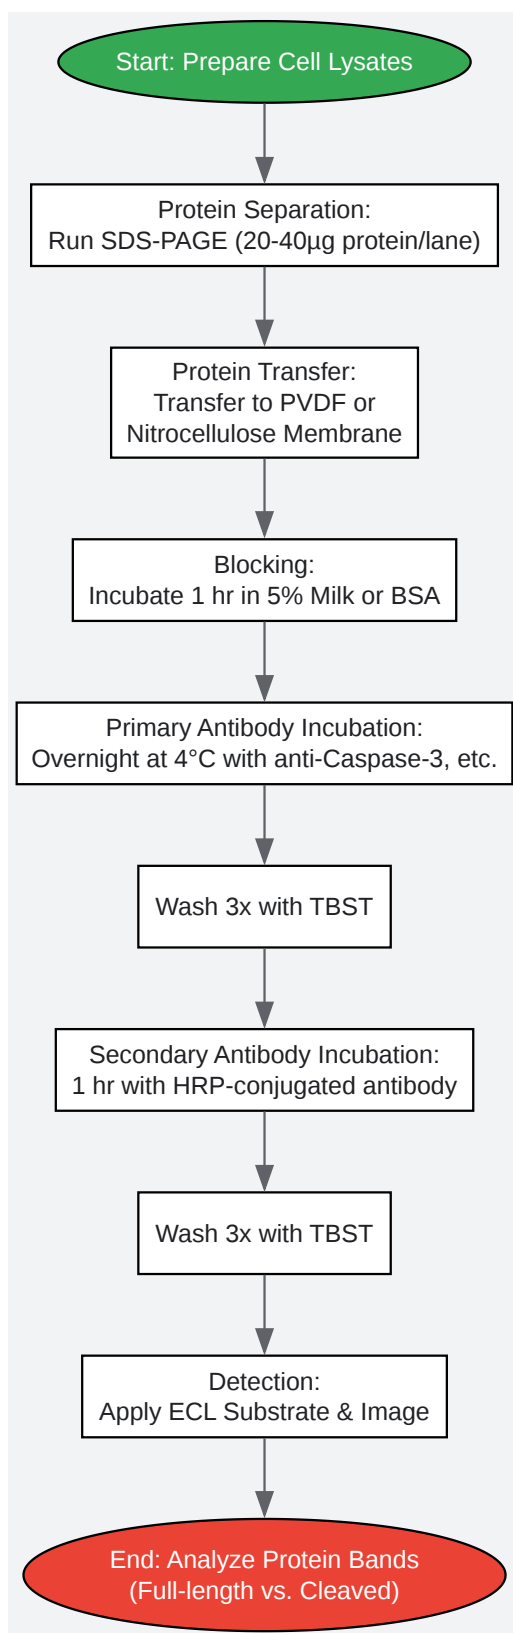 Start: Prepare Cell Lysates
Protein Separation:
Run SDS-PAGE (20-40µg protein/lane)
Protein Transfer:
Transfer to PVDF or
Nitrocellulose Membrane
Blocking:
Incubate 1 hr in 5% Milk or BSA
Primary Antibody Incubation:
Overnight at 4°C with anti-Caspase-3, etc.
Wash 3x with TBST
Secondary Antibody Incubation:
1 hr with HRP-conjugated antibody
Wash 3x with TBST
Detection:
Apply ECL Substrate & Image
End: Analyze Protein Bands
(Full-length vs. Cleaved)